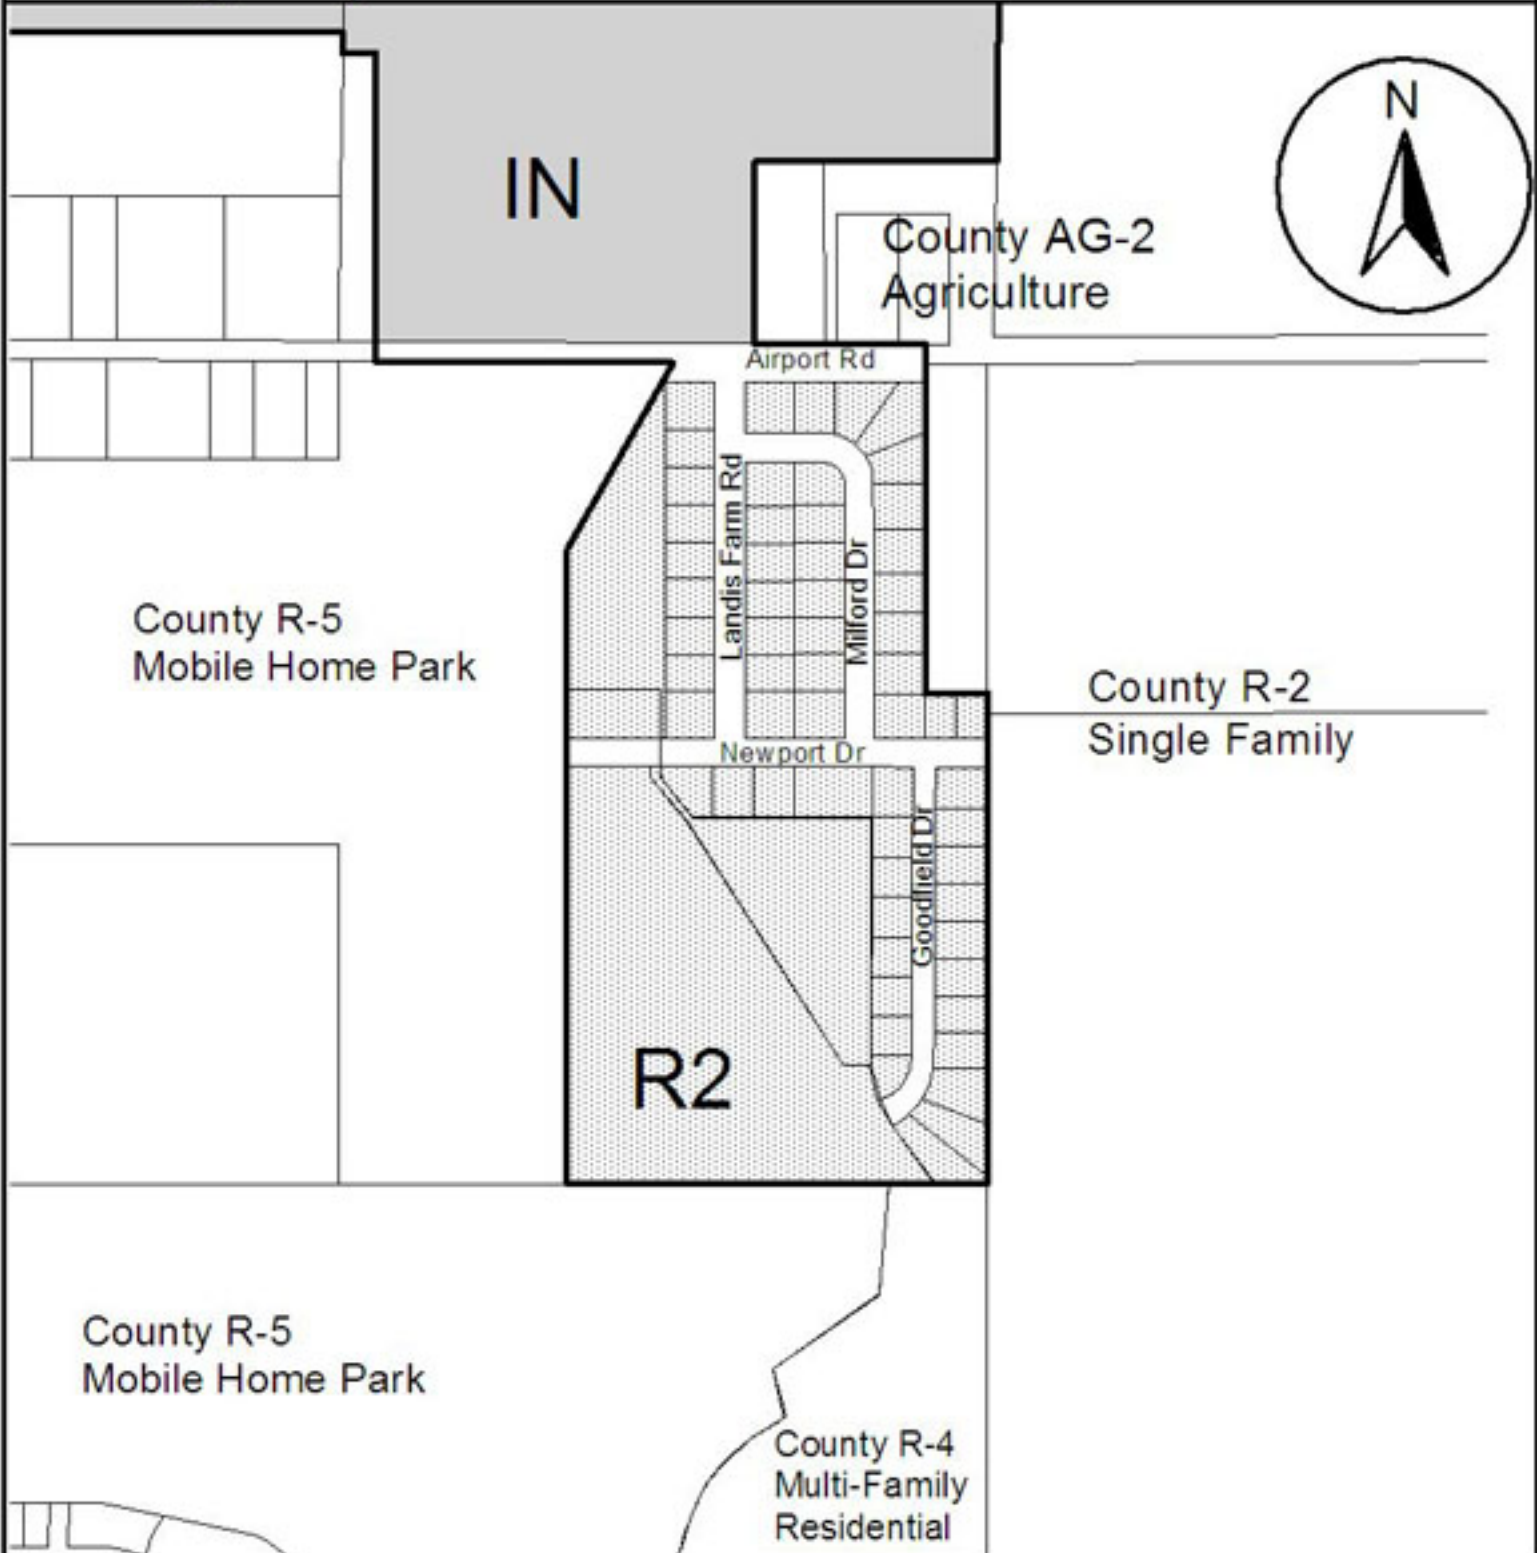 N
IN
County AG-2
Agriculture
Airport Rd
Landis Farm Rd
Milford Dr
County R-5
Mobile Home Park
County R-2
Single Family
Newport Dr
Goodfield Dr
R2
County R-5
Mobile Home Park
County R-4
Multi-Family
Residential